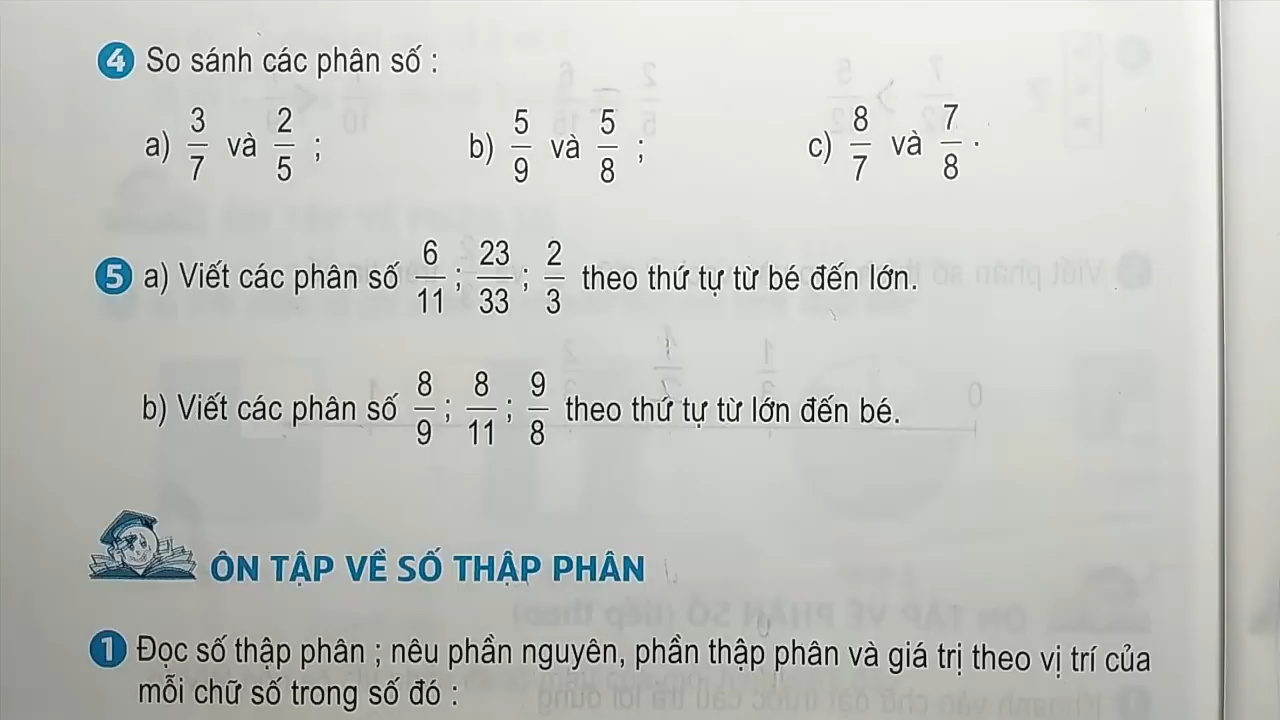 4 So sánh các phân số :
a) 3/7 và 2/5 ; b) 5/9 và 5/8 ; c) 8/7 và 7/8 .
5 a) Viết các phân số 6/11 ; 23/33 ; 2/3 theo thứ tự từ bé đến lớn.
b) Viết các phân số 8/9 ; 8/11 ; 9/8 theo thứ tự từ lớn đến bé.
ÔN TẬP VỀ SỐ THẬP PHÂN
1 Đọc số thập phân ; nêu phần nguyên, phần thập phân và giá trị theo vị trí của
mỗi chữ số trong số đó :